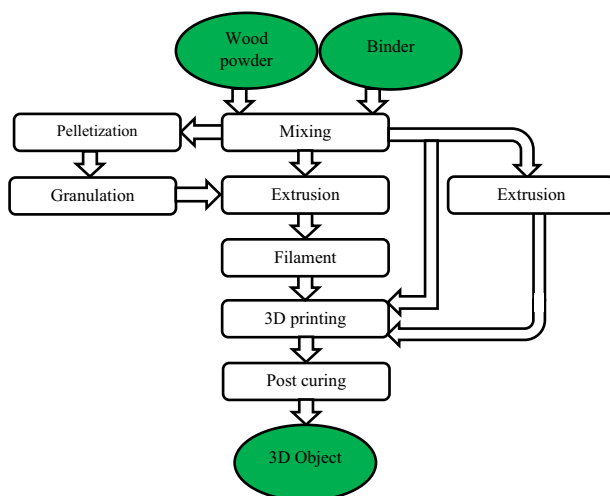 Wood
powder
Binder
Pelletization
Mixing
Granulation
Extrusion
Extrusion
Filament
3D printing
Post curing
3D Object